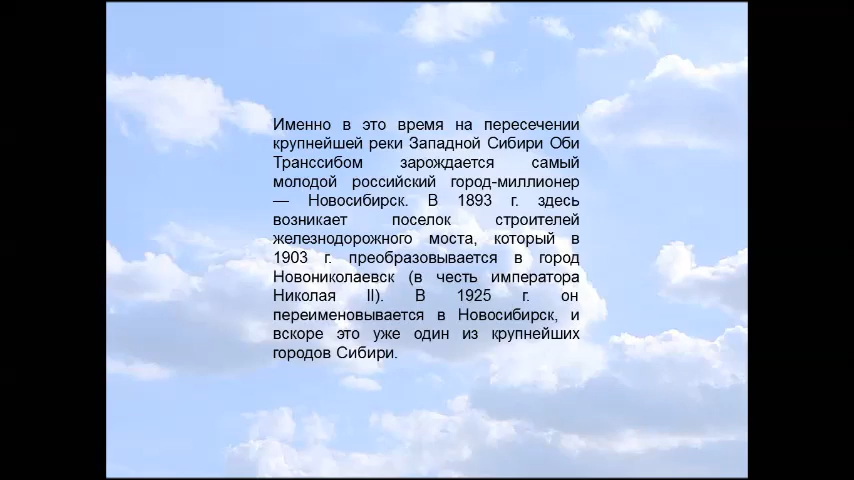 Именно в это время на пересечении
крупнейшей реки Западной Сибири Оби
Транссибом зарождается самый
молодой российский город-миллионер
— Новосибирск. В 1893 г. здесь
возникает поселок строителей
железнодорожного моста, который в
1903 г. преобразовывается в город
Новониколаевск (в честь императора
Николая II). В 1925 г. он
переименовывается в Новосибирск, и
вскоре это уже один из крупнейших
городов Сибири.